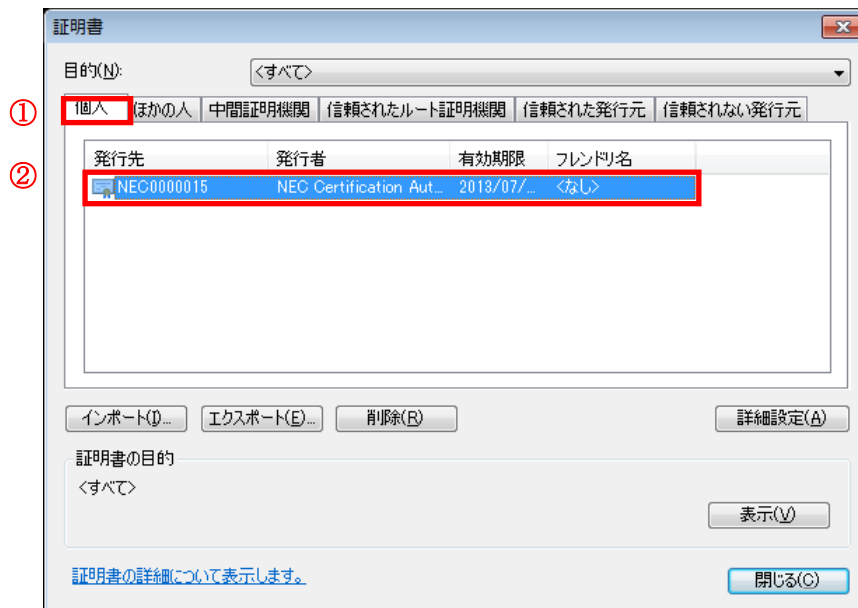 証明書
目的(N): <すべて>
① 個人 ほかの人 中間証明機関 信頼されたルート証明機関 信頼された発行元 信頼されない発行元
発行先 発行者 有効期限 フレンドリ名
② NEC0000015 NEC Certification Aut... 2013/07/... <なし>
インポート(I)... エクスポート(E)... 削除(R) 詳細設定(A)
証明書の目的
<すべて>
表示(V)
証明書の詳細について表示します。
閉じる(C)